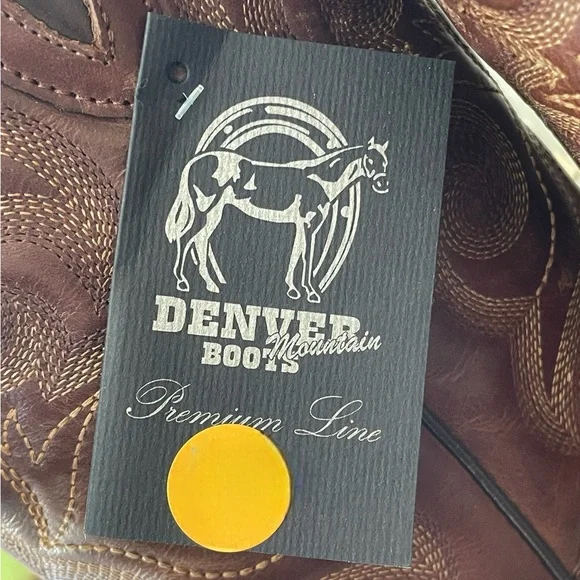 DENVER
Mountain
BOOTS
Premium Line